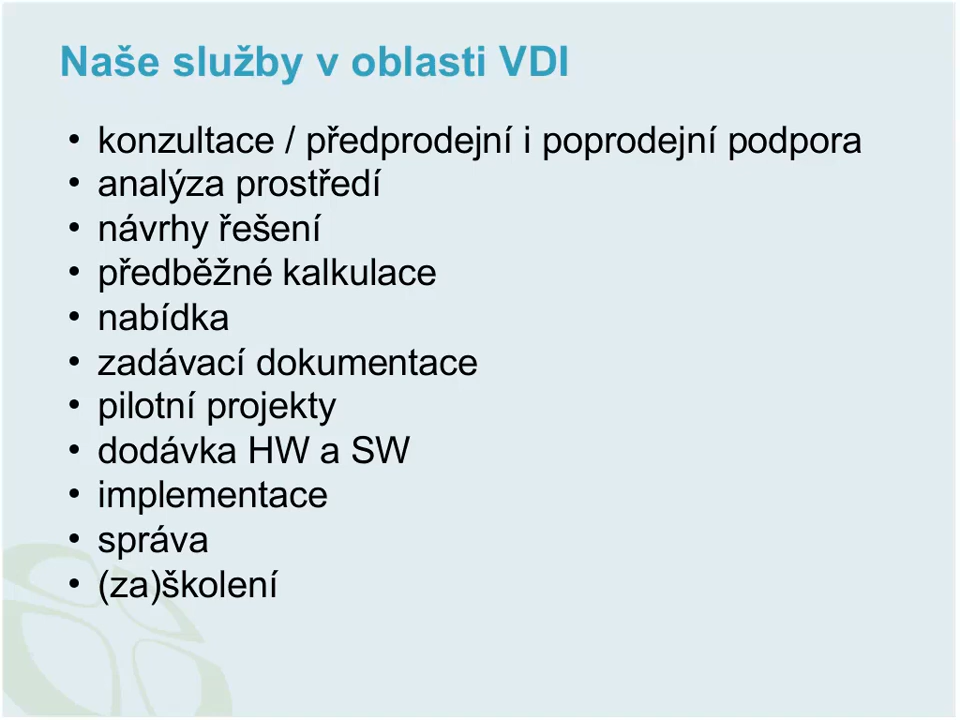 Naše služby v oblasti VDI
• konzultace / předprodejní i poprodejní podpora
• analýza prostředí
• návrhy řešení
• předběžné kalkulace
• nabídka
• zadávací dokumentace
• pilotní projekty
• dodávka HW a SW
• implementace
• správa
• (za)školení